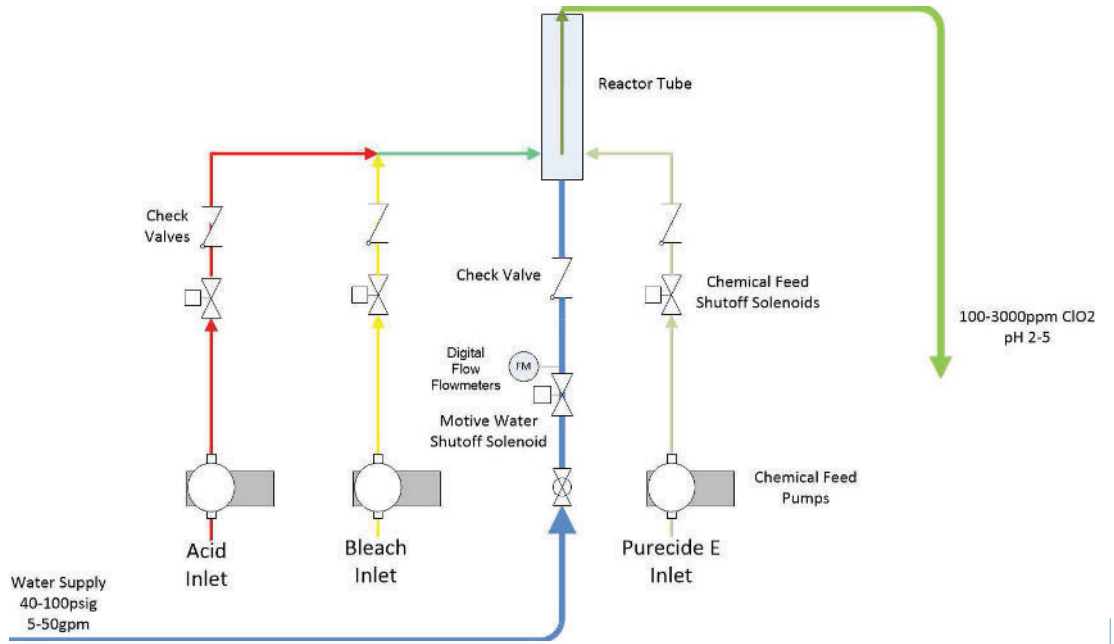 Reactor Tube
Check
Valves
Check Valve
Chemical Feed
Shutoff Solenoids
100-3000ppm ClO2
pH 2-5
Digital
Flow
Flowmeters
FM
Motive Water
Shutoff Solenoid
Chemical Feed
Pumps
Acid
Inlet
Bleach
Inlet
Purecide E
Inlet
Water Supply
40-100psig
5-50gpm